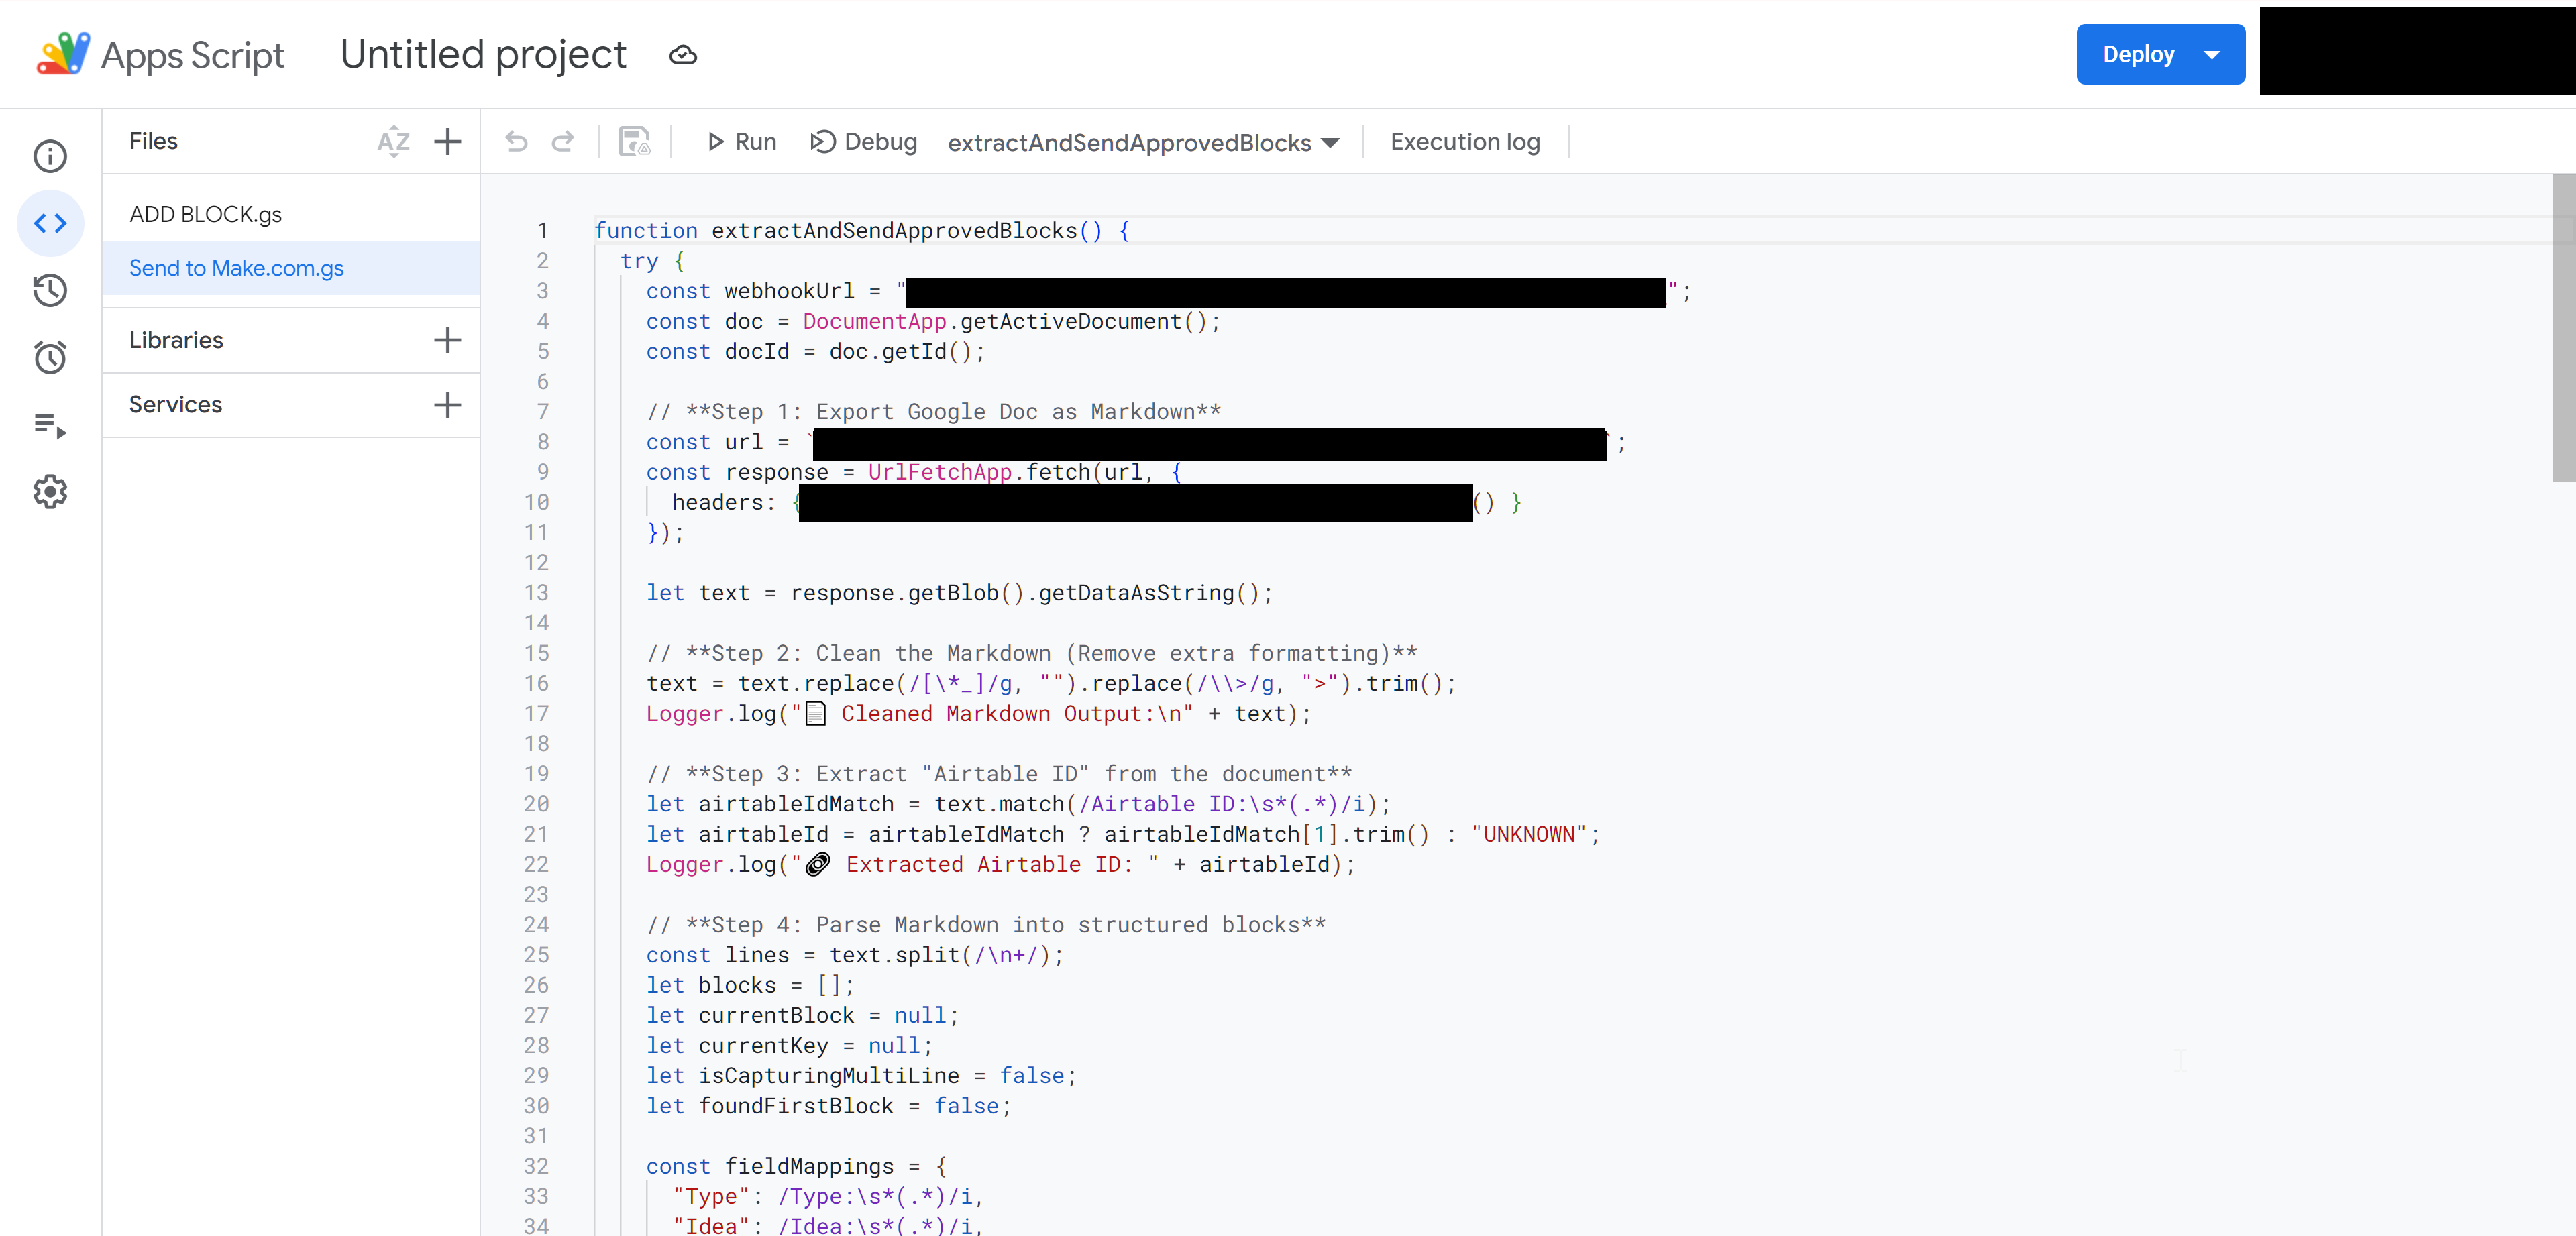 Apps Script Untitled project Deploy
Files AZ Run Debug extractAndSendApprovedBlocks Execution log
ADD BLOCK.gs
Send to Make.com.gs
Libraries
Services
1 function extractAndSendApprovedBlocks() {
2 try {
3 const webhookUrl = "";
4 const doc = DocumentApp.getActiveDocument();
5 const docId = doc.getId();
6
7 // **Step 1: Export Google Doc as Markdown**
8 const url = ``;
9 const response = UrlFetchApp.fetch(url, {
10 headers: { () }
11 });
12
13 let text = response.getBlob().getDataAsString();
14
15 // **Step 2: Clean the Markdown (Remove extra formatting)**
16 text = text.replace(/[\*_]/g, "").replace(/\\>/g, ">").trim();
17 Logger.log("📄 Cleaned Markdown Output:\n" + text);
18
19 // **Step 3: Extract "Airtable ID" from the document**
20 let airtableIdMatch = text.match(/Airtable ID:\s*(.*)/i);
21 let airtableId = airtableIdMatch ? airtableIdMatch[1].trim() : "UNKNOWN";
22 Logger.log("🔗 Extracted Airtable ID: " + airtableId);
23
24 // **Step 4: Parse Markdown into structured blocks**
25 const lines = text.split(/\n+/);
26 let blocks = [];
27 let currentBlock = null;
28 let currentKey = null;
29 let isCapturingMultiLine = false;
30 let foundFirstBlock = false;
31
32 const fieldMappings = {
33 "Type": /Type:\s*(.*)/i,
34 "Idea": /Idea:\s*(.*)/i,